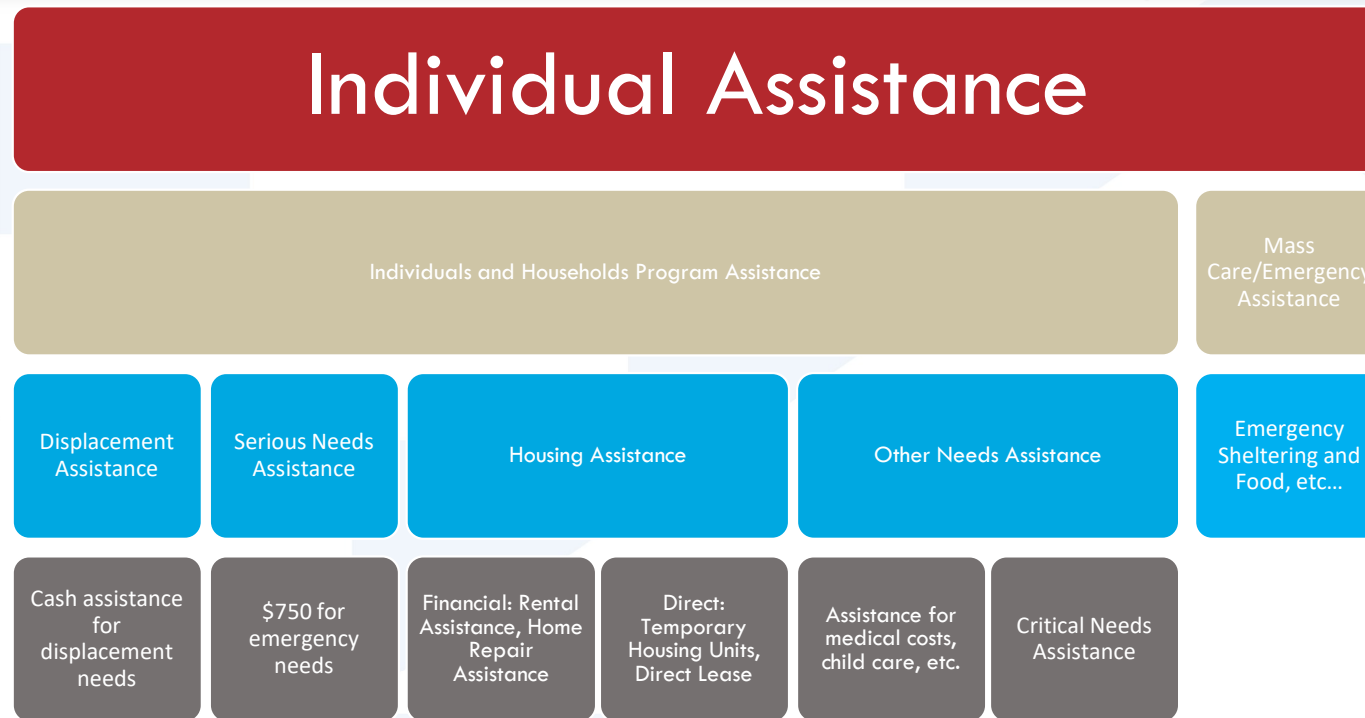 Individual Assistance
Individuals and Households Program Assistance
Mass
Care/Emergency
Assistance
Displacement
Assistance
Serious Needs
Assistance
Housing Assistance
Other Needs Assistance
Emergency
Sheltering and
Food, etc...
Cash assistance
for
displacement
needs
$750 for
emergency
needs
Financial: Rental
Assistance, Home
Repair
Assistance
Direct:
Temporary
Housing Units,
Direct Lease
Assistance for
medical costs,
child care, etc.
Critical Needs
Assistance